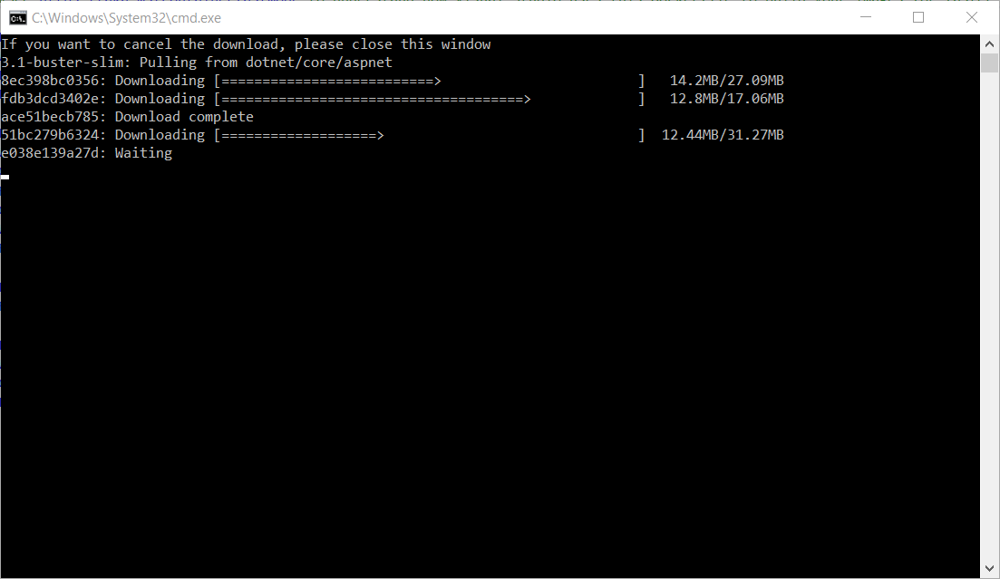 C:\Windows\System32\cmd.exe
If you want to cancel the download, please close this window
3.1-buster-slim: Pulling from dotnet/core/aspnet
8ec398bc0356: Downloading [==========================>                        ]   14.2MB/27.09MB
fdb3dcd3402e: Downloading [=====================================>             ]   12.8MB/17.06MB
ace51becb785: Download complete
51bc279b6324: Downloading [===================>                               ]  12.44MB/31.27MB
e038e139a27d: Waiting